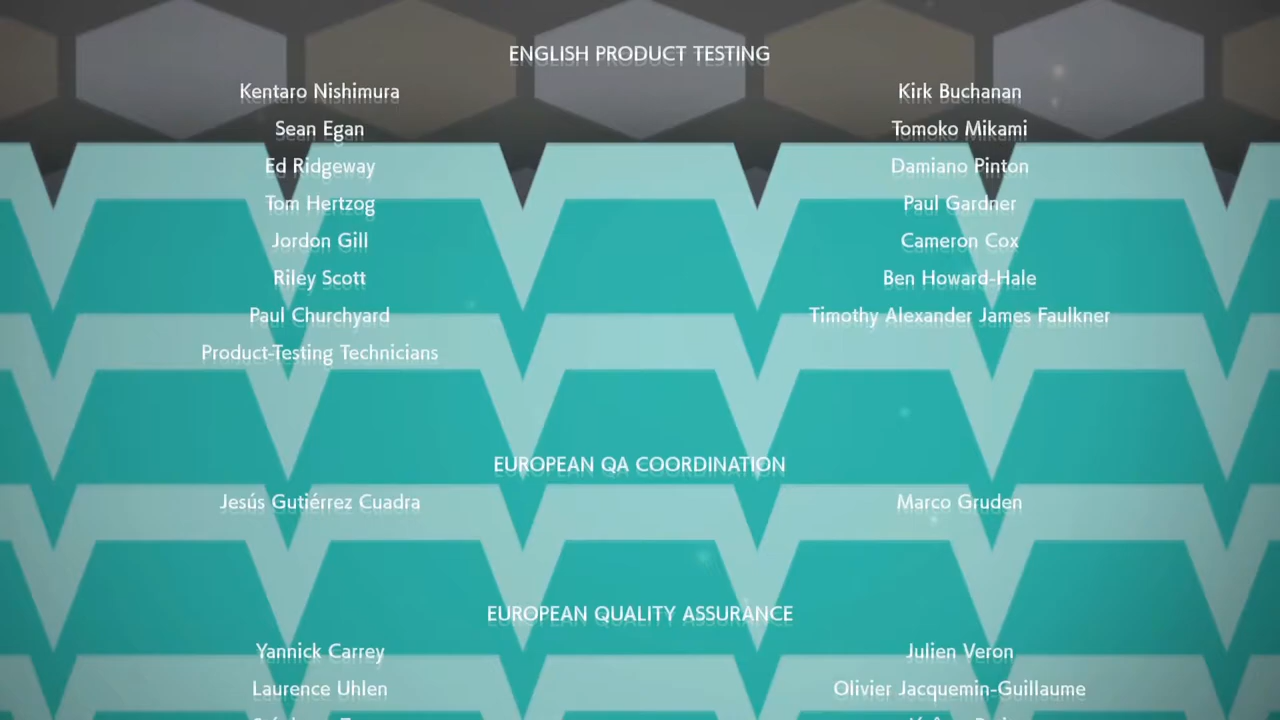 ENGLISH PRODUCT TESTING
Kentaro Nishimura Kirk Buchanan
Sean Egan Tomoko Mikami
Ed Ridgeway Damiano Pinton
Tom Hertzog Paul Gardner
Jordon Gill Cameron Cox
Riley Scott Ben Howard-Hale
Paul Churchyard Timothy Alexander James Faulkner
Product-Testing Technicians
EUROPEAN QA COORDINATION
Jesús Gutiérrez Cuadra Marco Gruden
EUROPEAN QUALITY ASSURANCE
Yannick Carrey Julien Veron
Laurence Uhlen Olivier Jacquemin-Guillaume